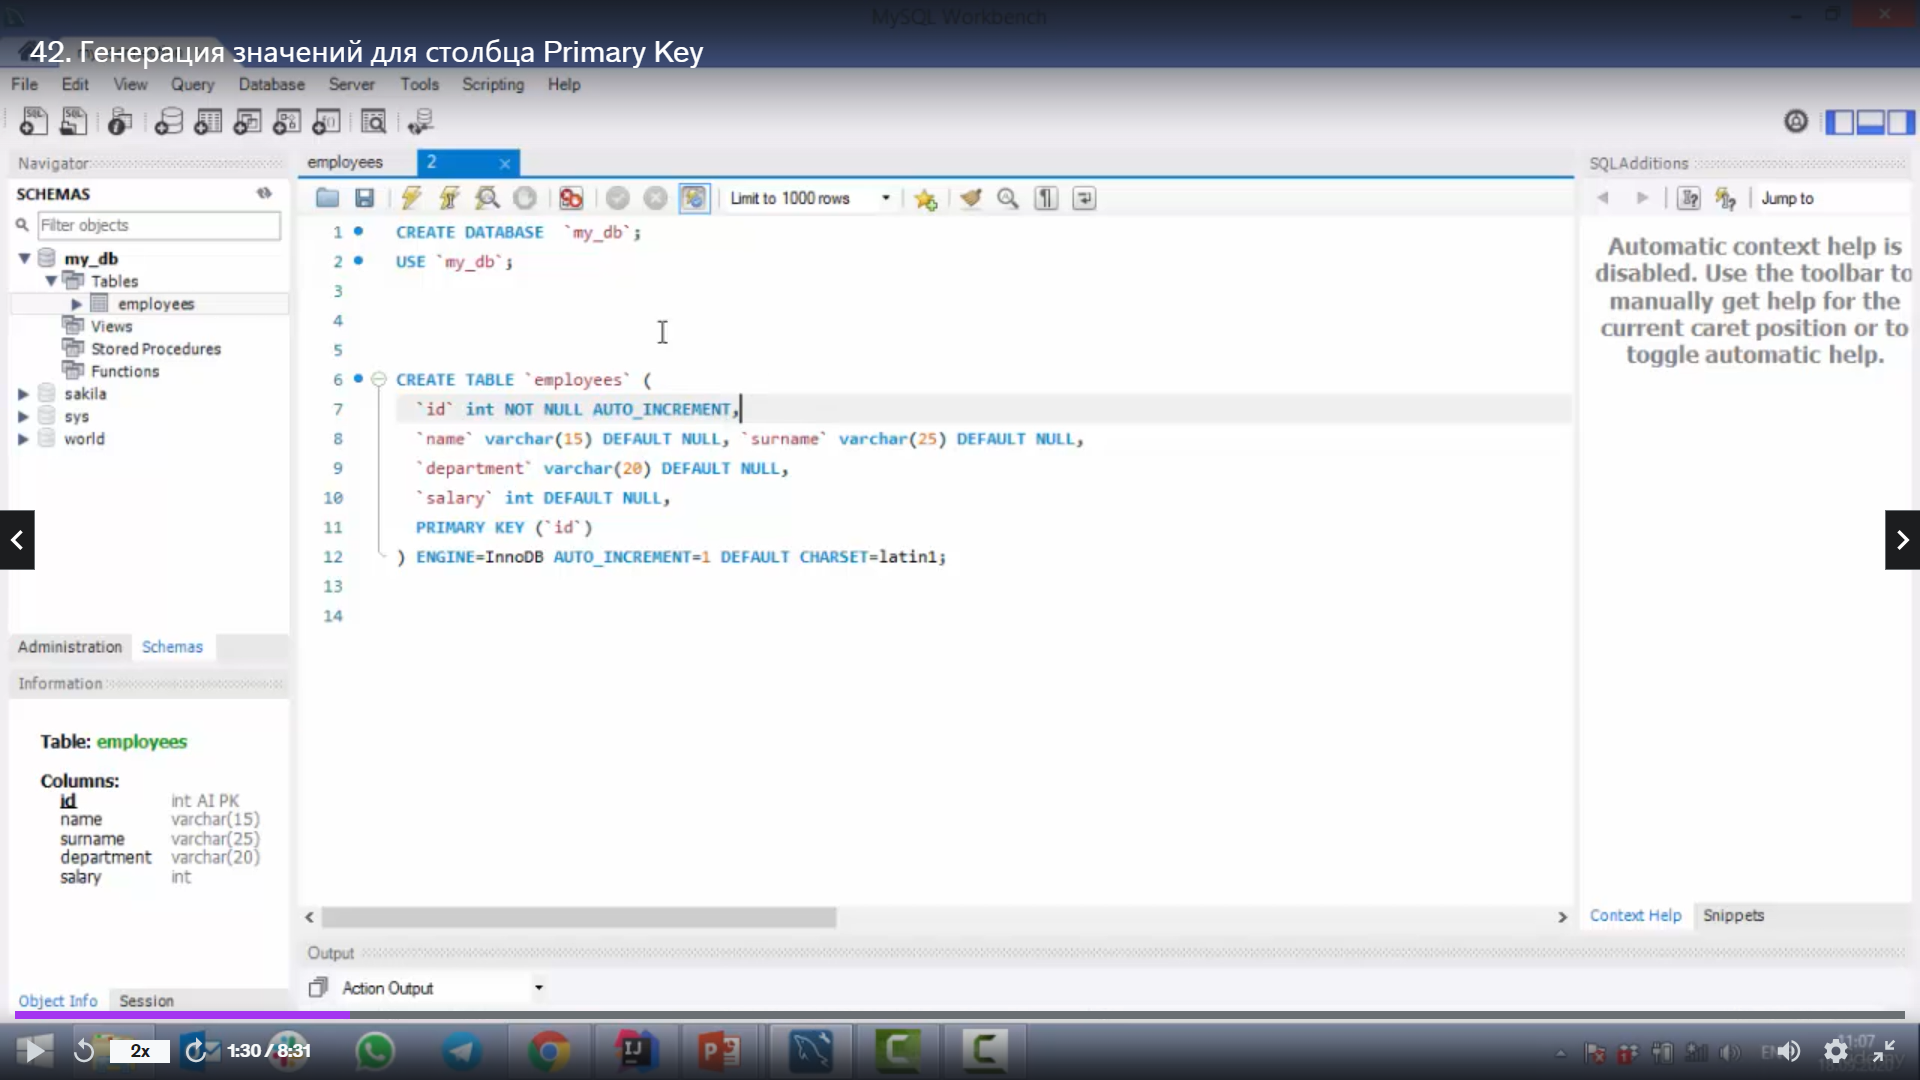 MySQL Workbench
42. Генерация значений для столбца Primary Key
File Edit View Query Database Server Tools Scripting Help
Navigator
SCHEMAS
Filter objects
my_db
Tables
employees
Views
Stored Procedures
Functions
sakila
sys
world
Administration Schemas
Information
Table: employees
Columns:
id int AI PK
name varchar(15)
surname varchar(25)
department varchar(20)
salary int
Object Info Session
employees 2
Limit to 1000 rows
1 CREATE DATABASE `my_db`;
2 USE `my_db`;
3
4
5
6 CREATE TABLE `employees` (
7 `id` int NOT NULL AUTO_INCREMENT,
8 `name` varchar(15) DEFAULT NULL, `surname` varchar(25) DEFAULT NULL,
9 `department` varchar(20) DEFAULT NULL,
10 `salary` int DEFAULT NULL,
11 PRIMARY KEY (`id`)
12 ) ENGINE=InnoDB AUTO_INCREMENT=1 DEFAULT CHARSET=latin1;
13
14
Output
Action Output
SQLAdditions
Jump to
Automatic context help is
disabled. Use the toolbar to
manually get help for the
current caret position or to
toggle automatic help.
Context Help Snippets
2x 1:30 / 8:31
11:07